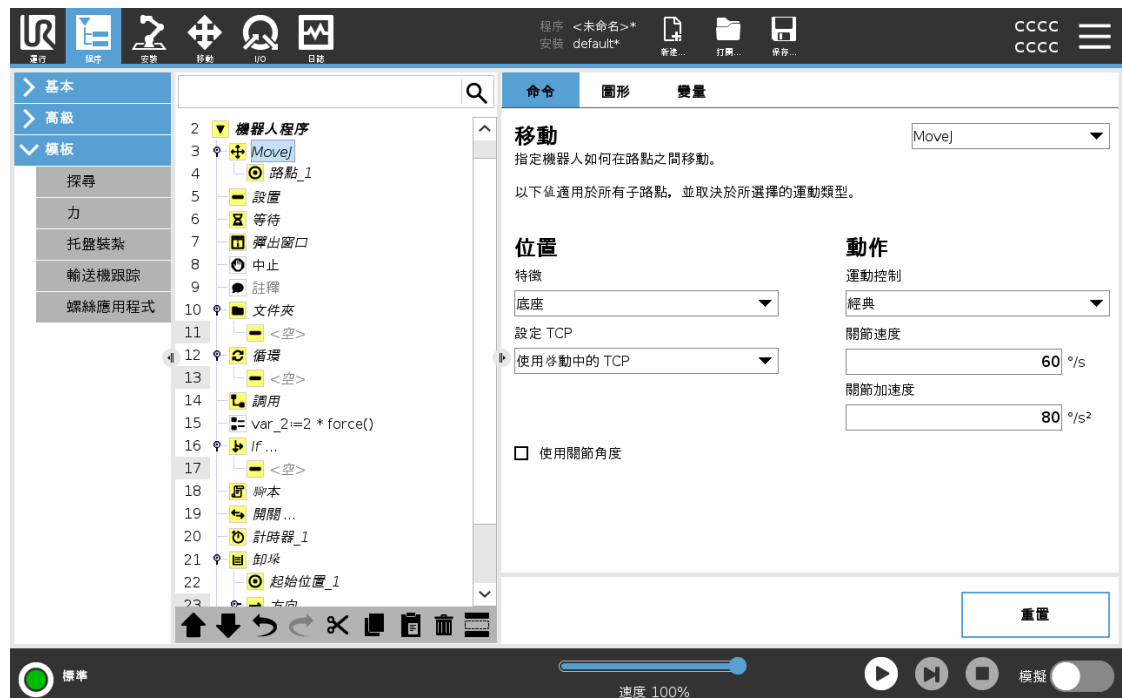 UR
運行
程序
安裝
移動
I/O
日誌
程序 <未命名>*
安裝 default*
新建...
打開...
保存...
CCCC
CCCC
基本
高級
模板
探尋
力
托盤裝紮
輸送機跟踪
螺絲應用程式
2 機器人程序
3 MoveJ
4 路點_1
5 設置
6 等待
7 彈出窗口
8 中止
9 註釋
10 文件夾
11 <空>
12 循環
13 <空>
14 調用
15 var_2:=2 * force()
16 If ...
17 <空>
18 腳本
19 開關 ...
20 計時器_1
21 卸垛
22 起始位置_1
23 方向
命令
圖形
變量
移動
MoveJ
指定機器人如何在路點之間移動。
以下值適用於所有子路點，並取決於所選擇的運動類型。
位置
特徵
底座
設定 TCP
使用啓動中的 TCP
使用關節角度
動作
運動控制
經典
關節速度
60 °/s
關節加速度
80 °/s²
重置
標準
速度 100%
模擬